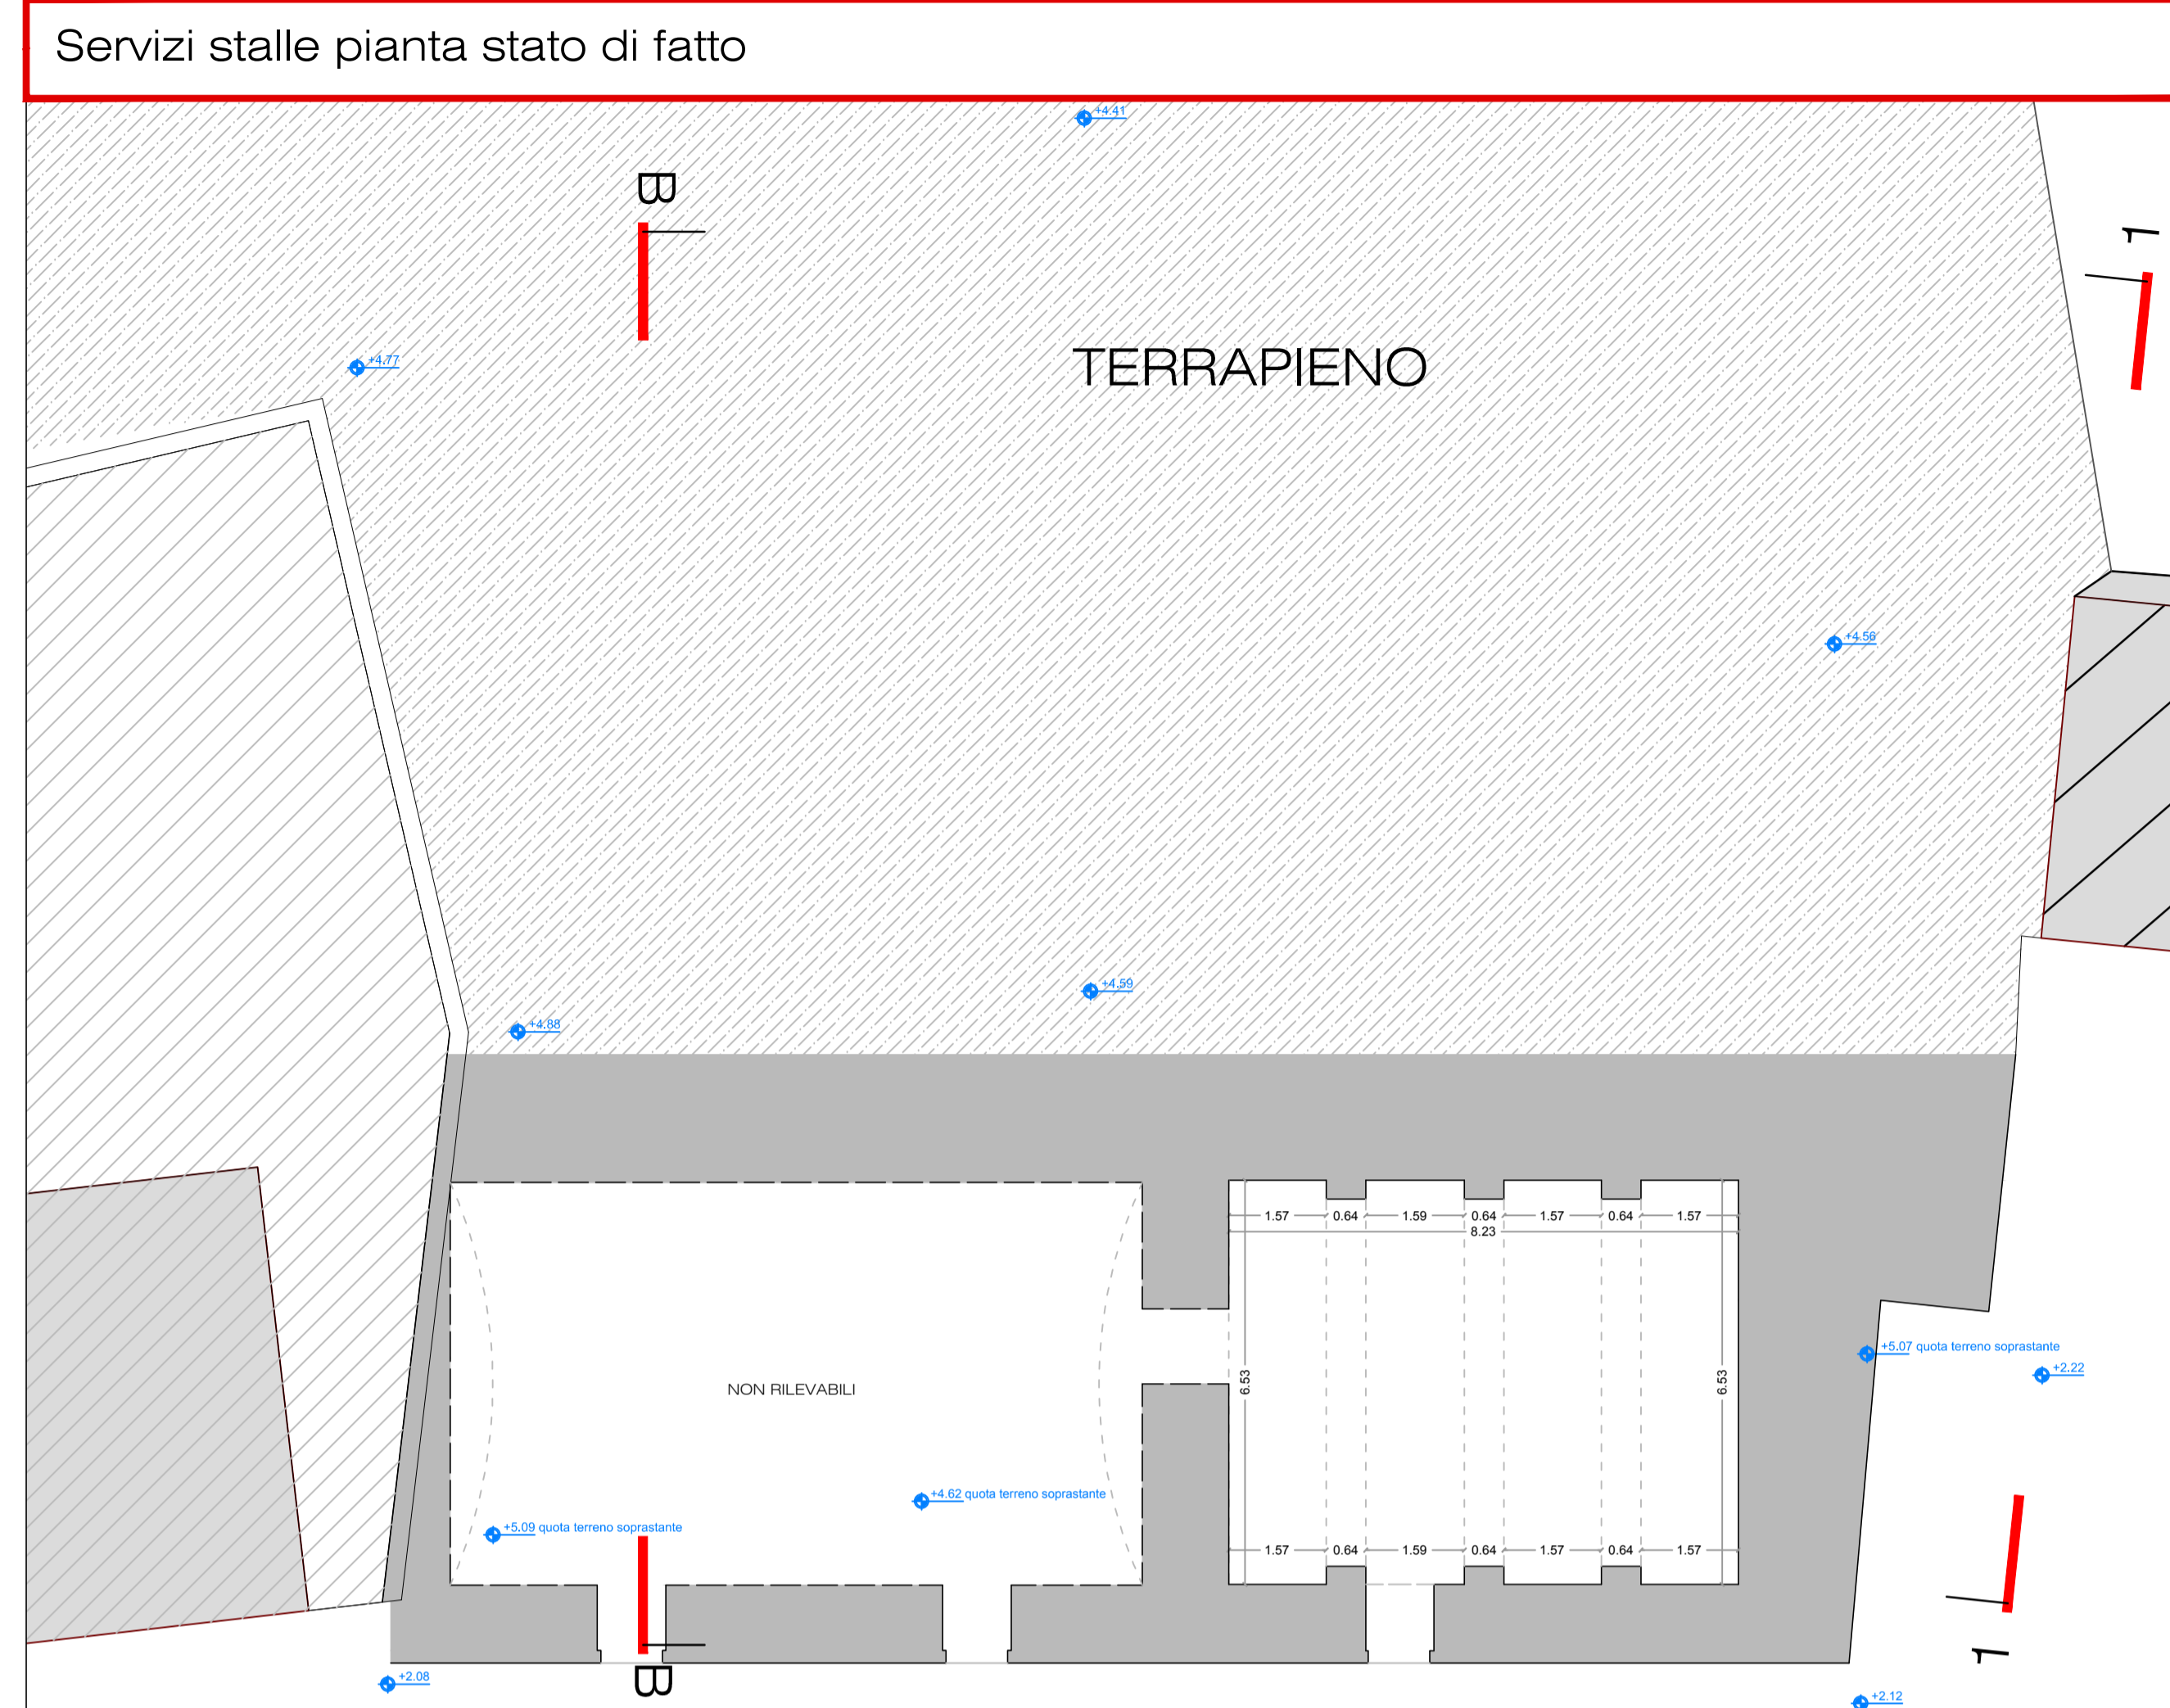 Servizi stalle pianta stato di fatto
+4.41
B
1
TERRAPIENO
+4.77
+4.56
+4.59
+4.88
1.57 0.64 1.59 0.64 1.57 0.64 1.57
8.23
+5.07 quota terreno soprastante
+2.22
6.53 6.53
NON RILEVABILI
+4.62 quota terreno soprastante
+5.09 quota terreno soprastante
1.57 0.64 1.59 0.64 1.57 0.64 1.57
1
B
+2.08
+2.12